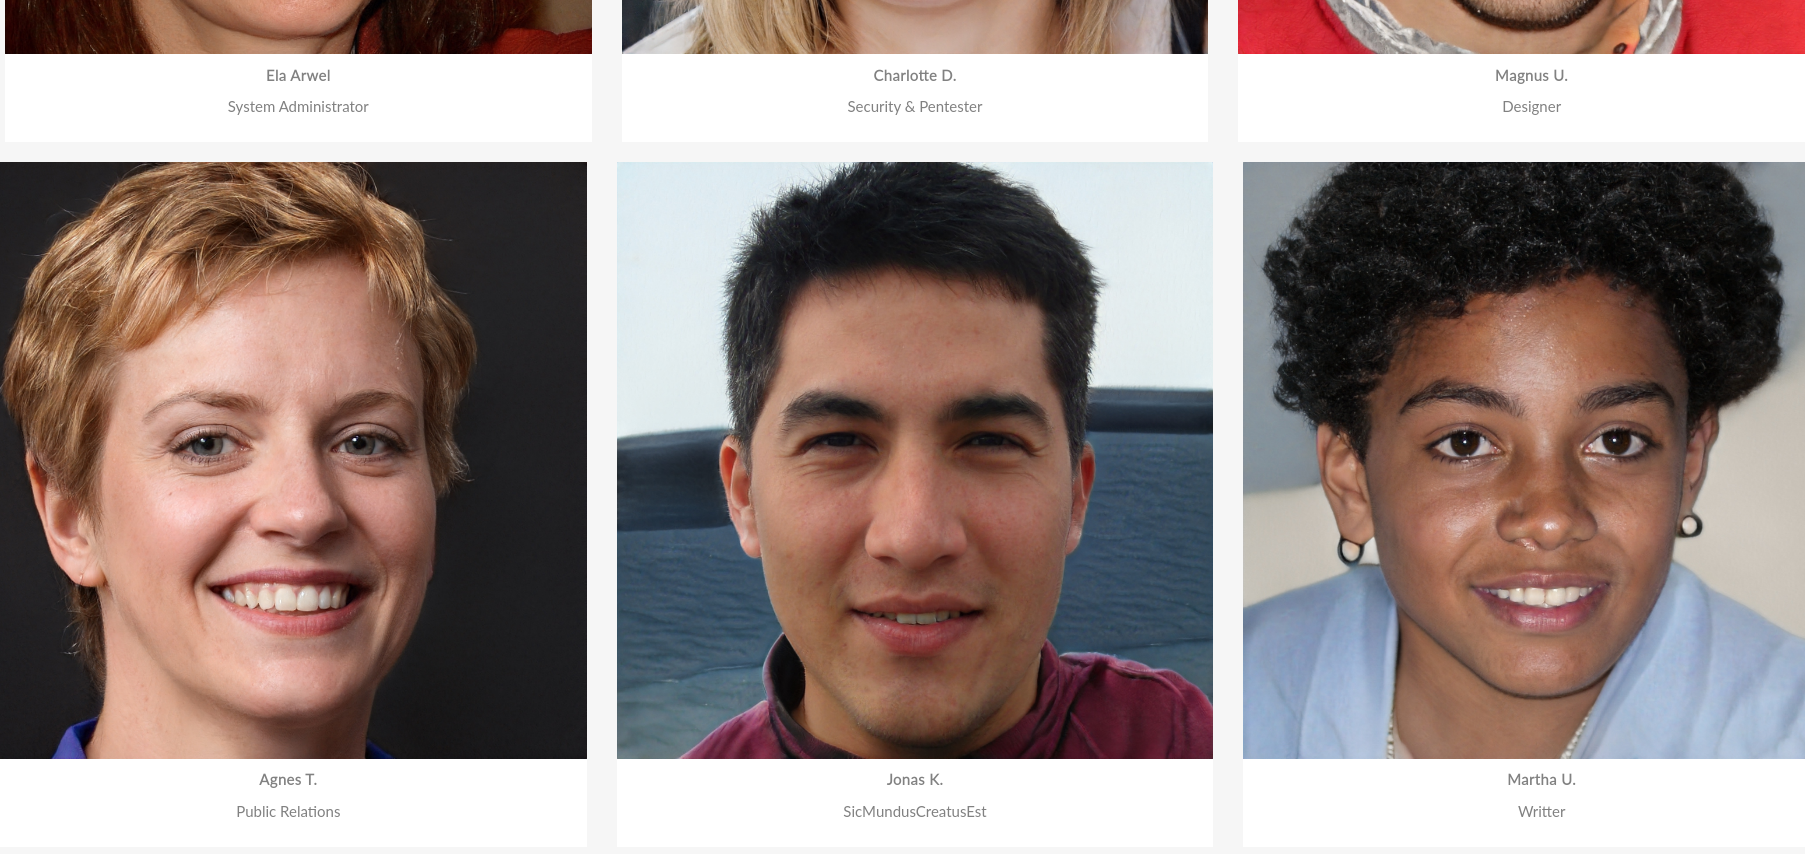 Ela Arwel
System Administrator
Charlotte D.
Security & Pentester
Magnus U.
Designer
Agnes T.
Public Relations
Jonas K.
SicMundusCreatusEst
Martha U.
Writter